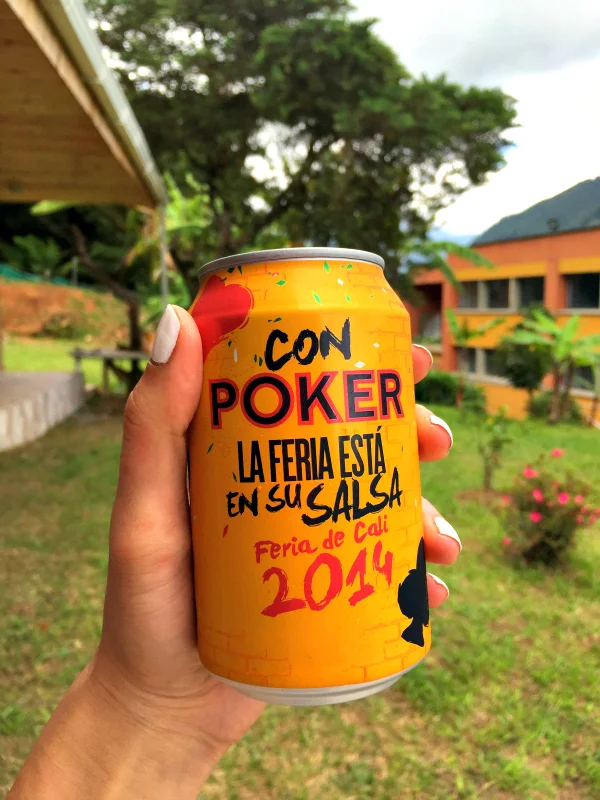 CON
POKER
LA FERIA ESTÁ
EN SU SALSA
Feria de Cali
2014